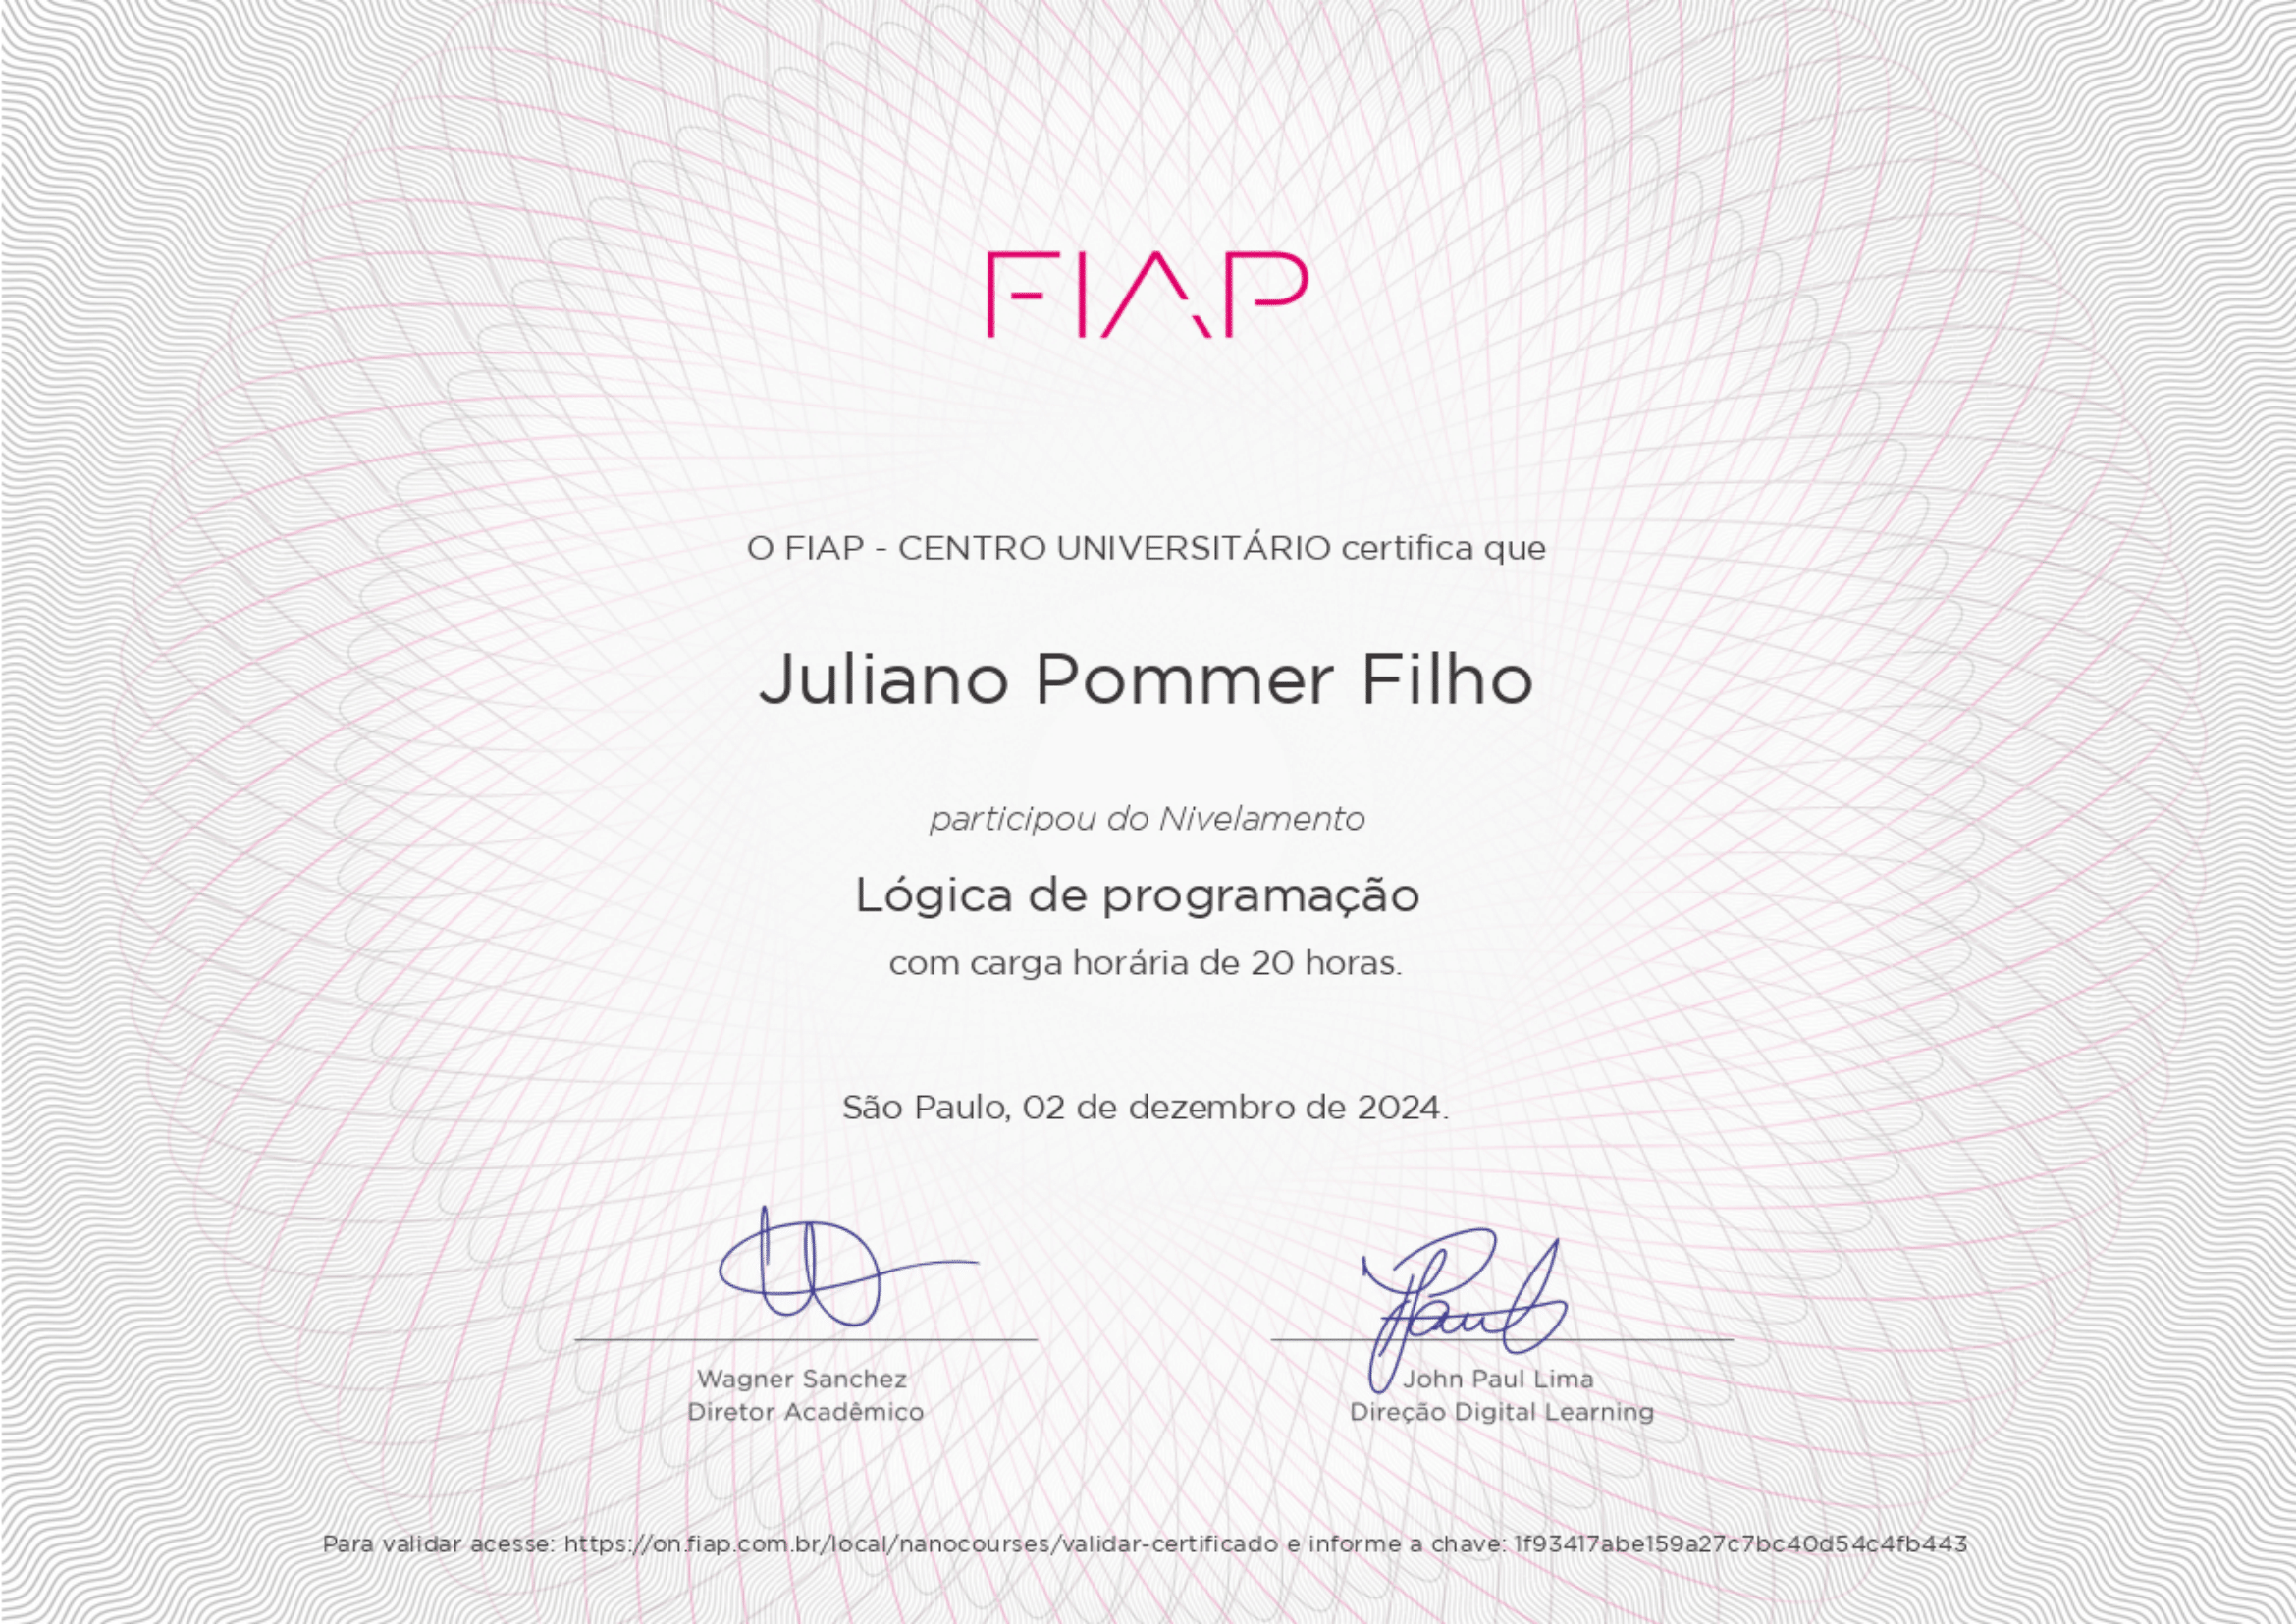 FIAP
O FIAP - CENTRO UNIVERSITÁRIO certifica que
Juliano Pommer Filho
participou do Nivelamento
Lógica de programação
com carga horária de 20 horas.
São Paulo, 02 de dezembro de 2024.
Wagner Sanchez
Diretor Acadêmico
John Paul Lima
Direção Digital Learning
Para validar acesse: https://on.fiap.com.br/local/nanocourses/validar-certificado e informe a chave: 1f93417abe159a27c7bc40d54c4fb443